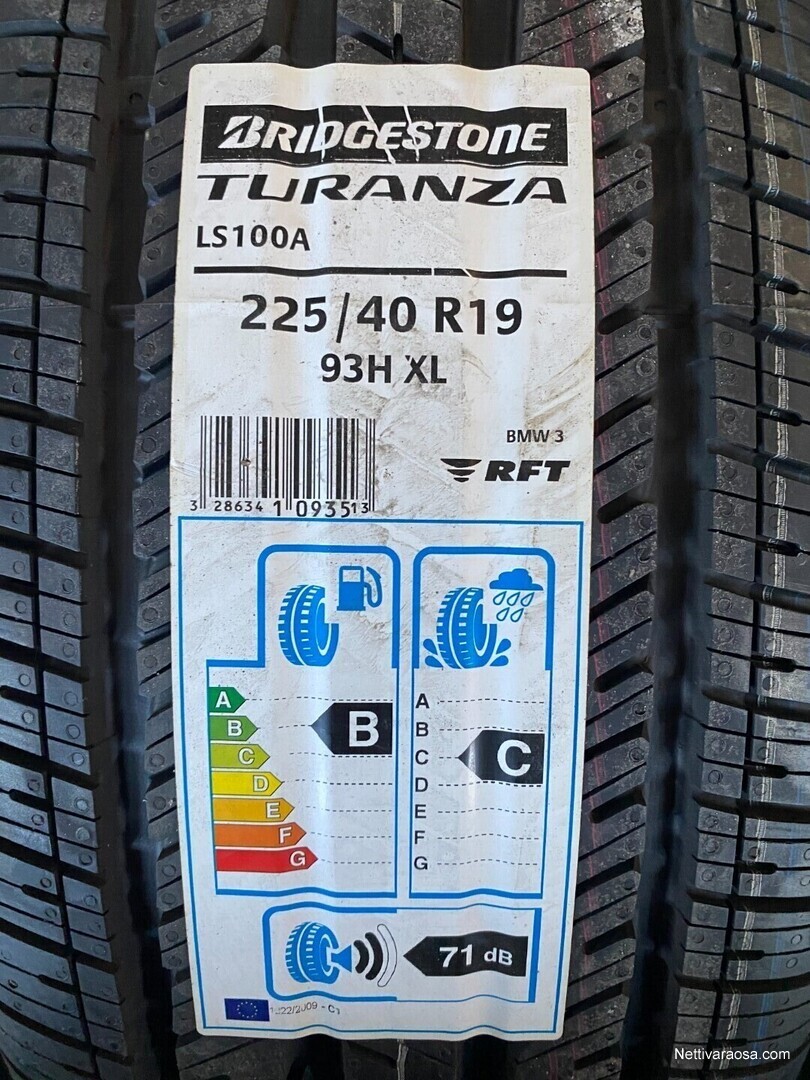 BRIDGESTONE
TURANZA
LS100A
225/40 R19
93H XL
BMW 3
RFT
3 286341 093513
A
B
C
D
E
F
G
B
A
B
C
D
E
F
G
C
71 dB
Nettivaraosa.com